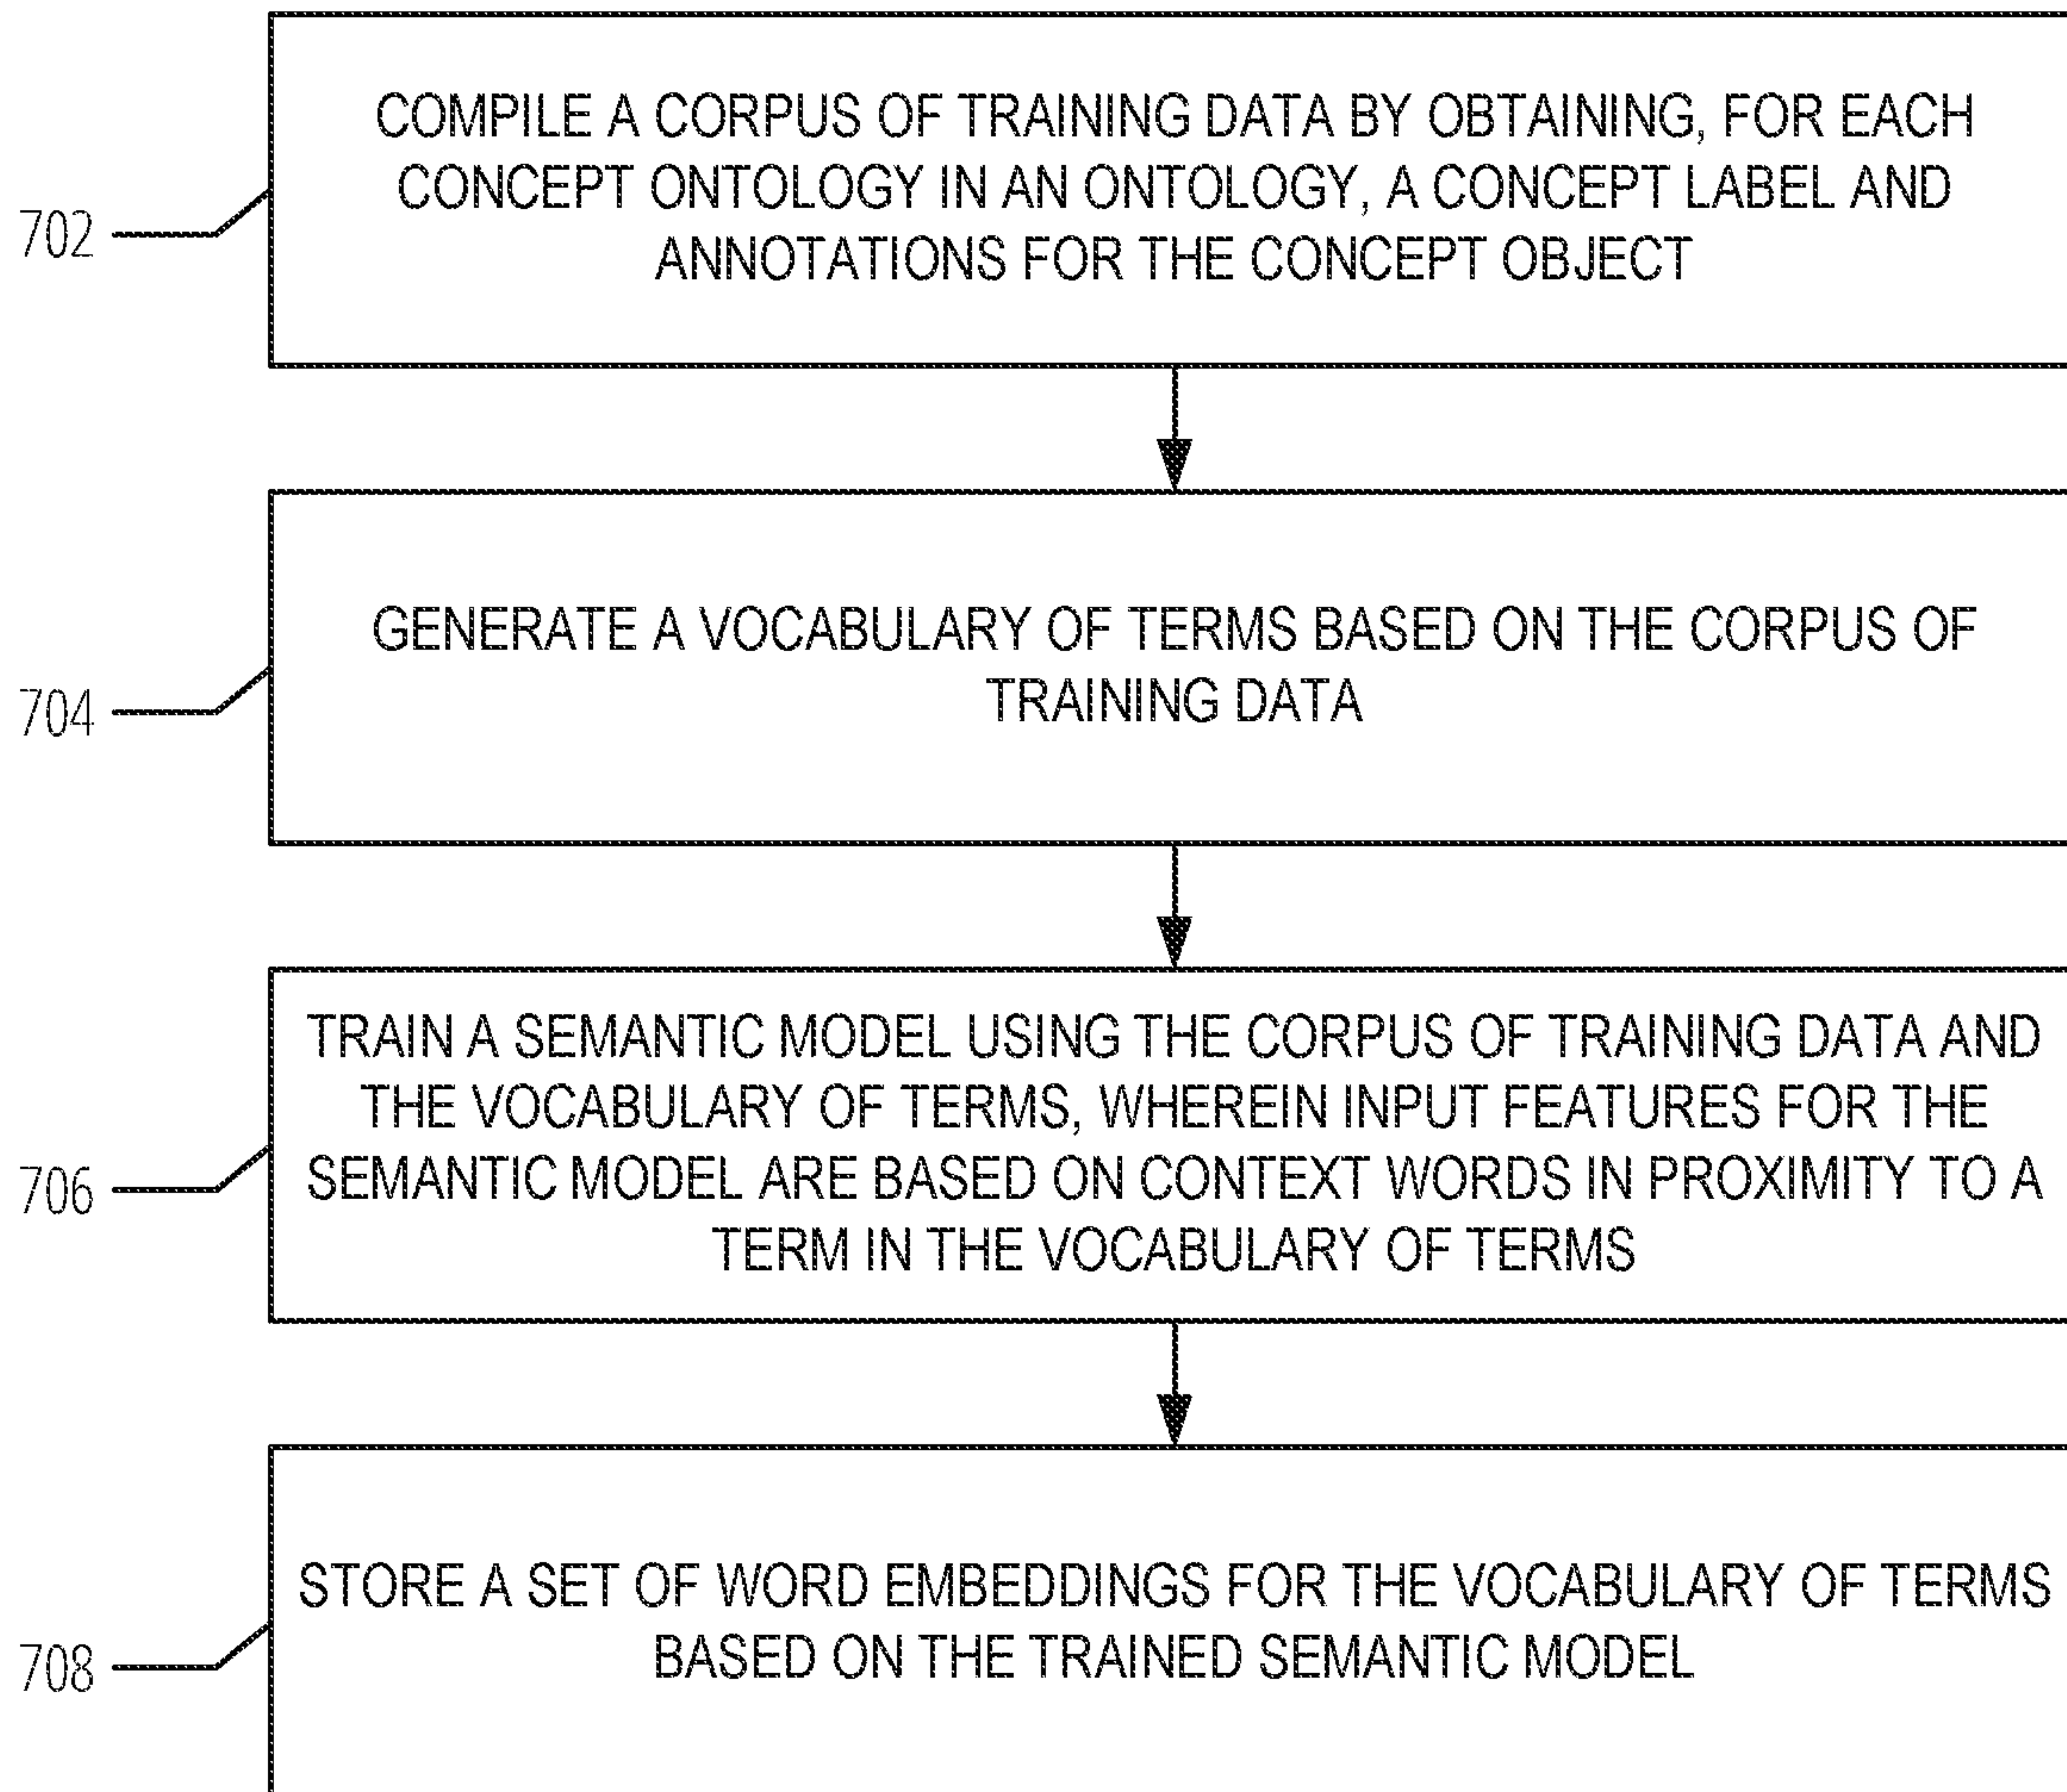 COMPILE A CORPUS OF TRAINING DATA BY OBTAINING, FOR EACH
CONCEPT ONTOLOGY IN AN ONTOLOGY, A CONCEPT LABEL AND
ANNOTATIONS FOR THE CONCEPT OBJECT
702
GENERATE A VOCABULARY OF TERMS BASED ON THE CORPUS OF
TRAINING DATA
704
TRAIN A SEMANTIC MODEL USING THE CORPUS OF TRAINING DATA AND
THE VOCABULARY OF TERMS, WHEREIN INPUT FEATURES FOR THE
SEMANTIC MODEL ARE BASED ON CONTEXT WORDS IN PROXIMITY TO A
TERM IN THE VOCABULARY OF TERMS
706
STORE A SET OF WORD EMBEDDINGS FOR THE VOCABULARY OF TERMS
BASED ON THE TRAINED SEMANTIC MODEL
708